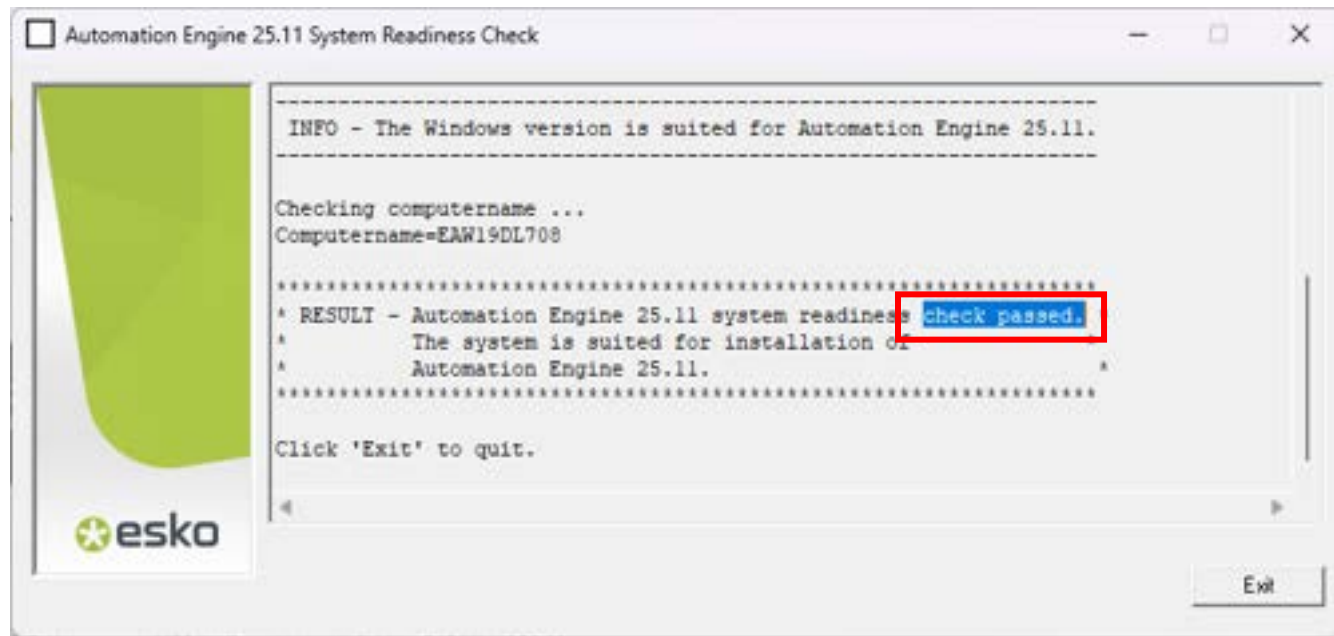 Automation Engine 25.11 System Readiness Check
-----------------------------------------------------------------
INFO - The Windows version is suited for Automation Engine 25.11.
-----------------------------------------------------------------
Checking computername ...
Computername=EAW19DL708
******************************************************************
* RESULT - Automation Engine 25.11 system readiness check passed. *
* The system is suited for installation of *
* Automation Engine 25.11. *
******************************************************************
Click 'Exit' to quit.
esko
Exit